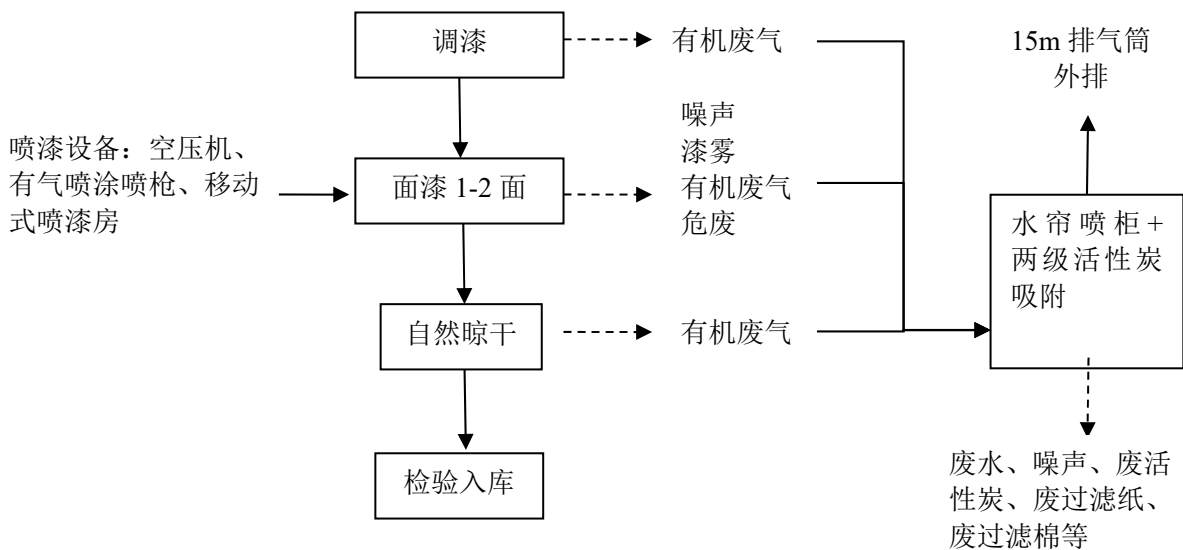 调漆
有机废气
15m 排气筒
外排
喷漆设备：空压机、
有气喷涂喷枪、移动
式喷漆房
面漆 1-2 面
噪声
漆雾
有机废气
危废
水帘喷柜+
两级活性炭
吸附
自然晾干
有机废气
检验入库
废水、噪声、废活
性炭、废过滤纸、
废过滤棉等